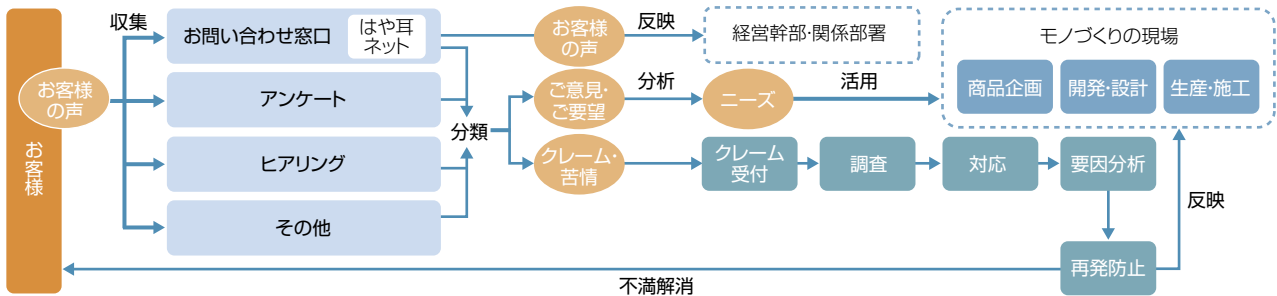 お客様
お客様
の声
収集
お問い合わせ窓口
はや耳
ネット
アンケート
ヒアリング
その他
分類
お客様
の声
反映
経営幹部・関係部署
ご意見・
ご要望
分析
ニーズ
活用
モノづくりの現場
商品企画
開発・設計
生産・施工
クレーム・
苦情
クレーム
受付
調査
対応
要因分析
反映
再発防止
不満解消